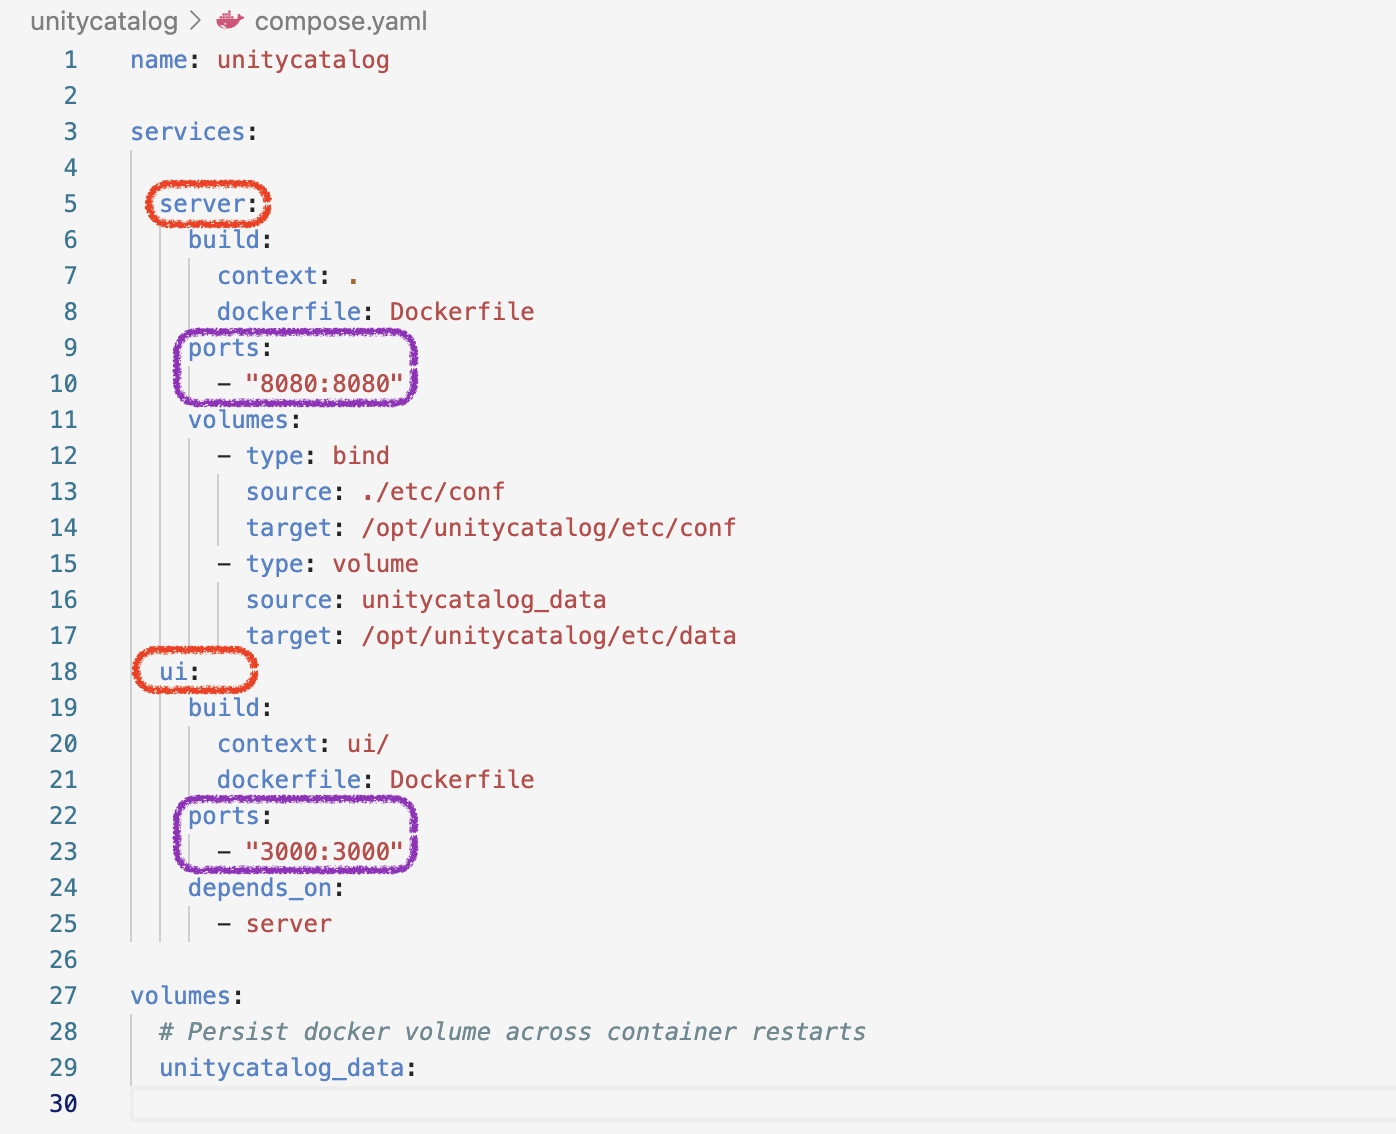 unitycatalog > compose.yaml
1 name: unitycatalog
2
3 services:
4
5   server:
6     build:
7       context: .
8       dockerfile: Dockerfile
9     ports:
10       - "8080:8080"
11     volumes:
12       - type: bind
13         source: ./etc/conf
14         target: /opt/unitycatalog/etc/conf
15       - type: volume
16         source: unitycatalog_data
17         target: /opt/unitycatalog/etc/data
18   ui:
19     build:
20       context: ui/
21       dockerfile: Dockerfile
22     ports:
23       - "3000:3000"
24     depends_on:
25       - server
26
27 volumes:
28   # Persist docker volume across container restarts
29   unitycatalog_data:
30